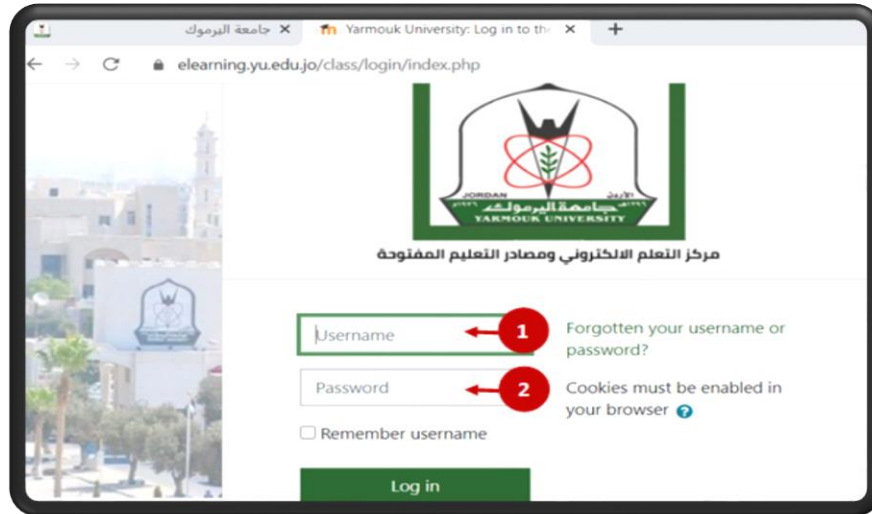 جامعة اليرموك
Yarmouk University: Log in to th
elearning.yu.edu.jo/class/login/index.php
JORDAN الأردن
جامعة اليرموك
YARMOUK UNIVERSITY
مركز التعلم الالكتروني ومصادر التعليم المفتوحة
Username
1
Forgotten your username or
password?
Password
2
Cookies must be enabled in
your browser
Remember username
Log in